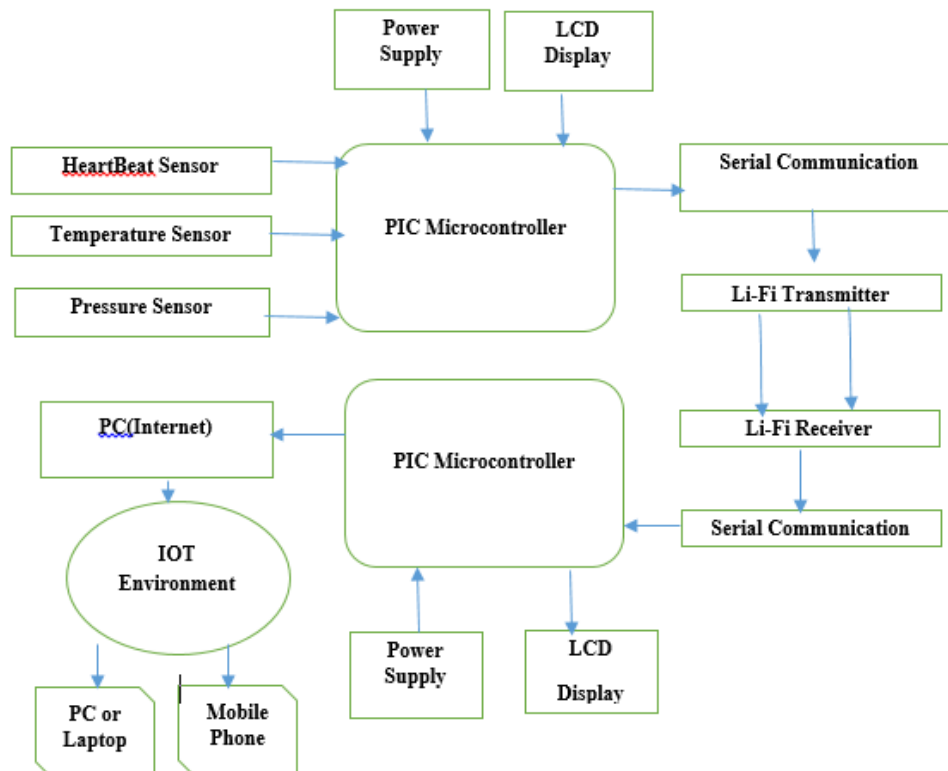 Power
Supply
LCD
Display
HeartBeat Sensor
Temperature Sensor
Pressure Sensor
PIC Microcontroller
Serial Communication
Li-Fi Transmitter
Li-Fi Receiver
Serial Communication
PIC Microcontroller
PC(Internet)
IOT
Environment
Power
Supply
LCD
Display
PC or
Laptop
Mobile
Phone